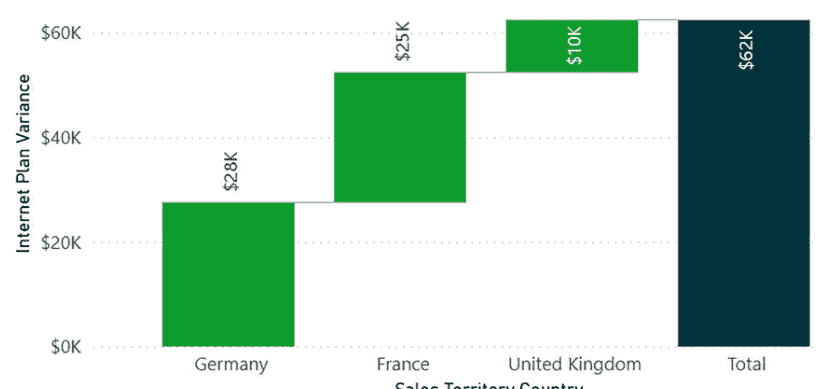 Internet Plan Variance
$60K
$40K
$20K
$0K
$28K
$25K
$10K
$62K
Germany
France
United Kingdom
Total
Sales Territory Country